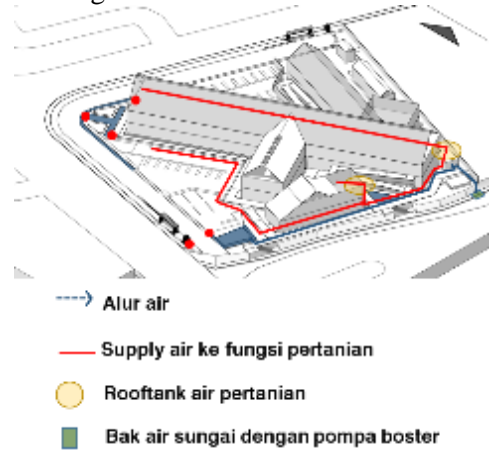 Alur air
Supply air ke fungsi pertanian
Rooftank air pertanian
Bak air sungai dengan pompa boster